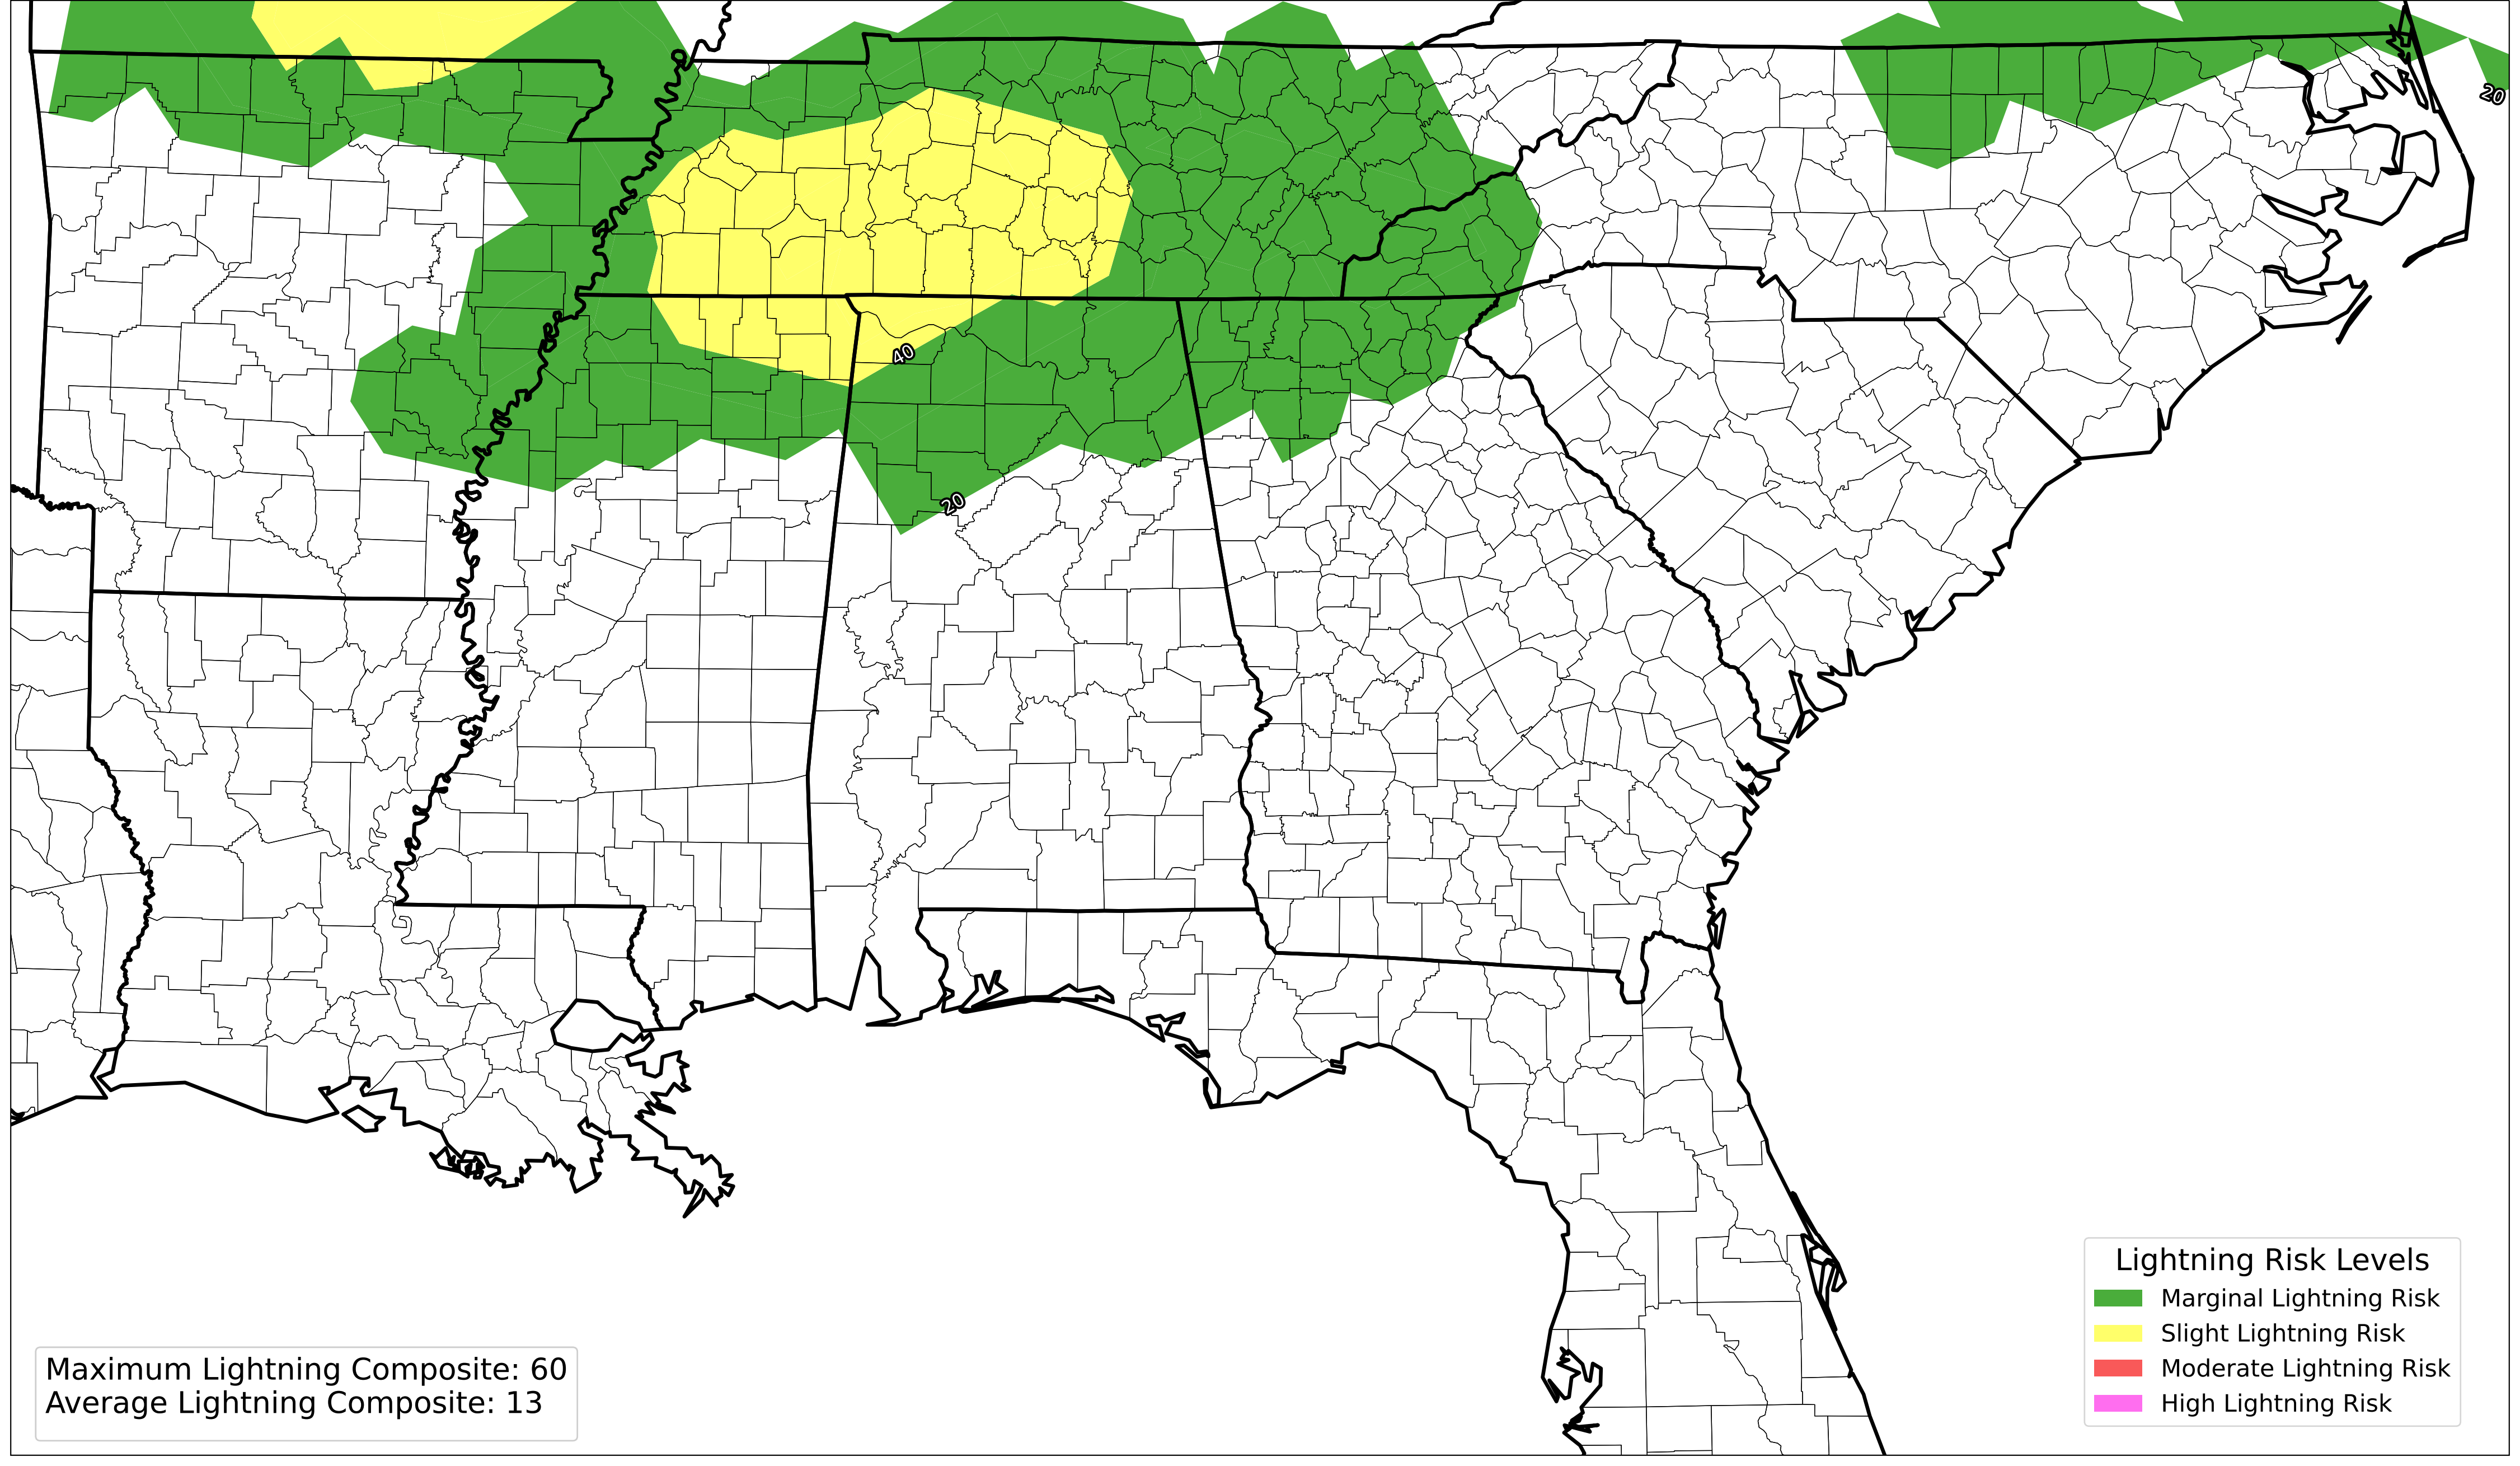 20
40
20
Lightning Risk Levels
Marginal Lightning Risk
Slight Lightning Risk
Moderate Lightning Risk
High Lightning Risk
Maximum Lightning Composite: 60
Average Lightning Composite: 13